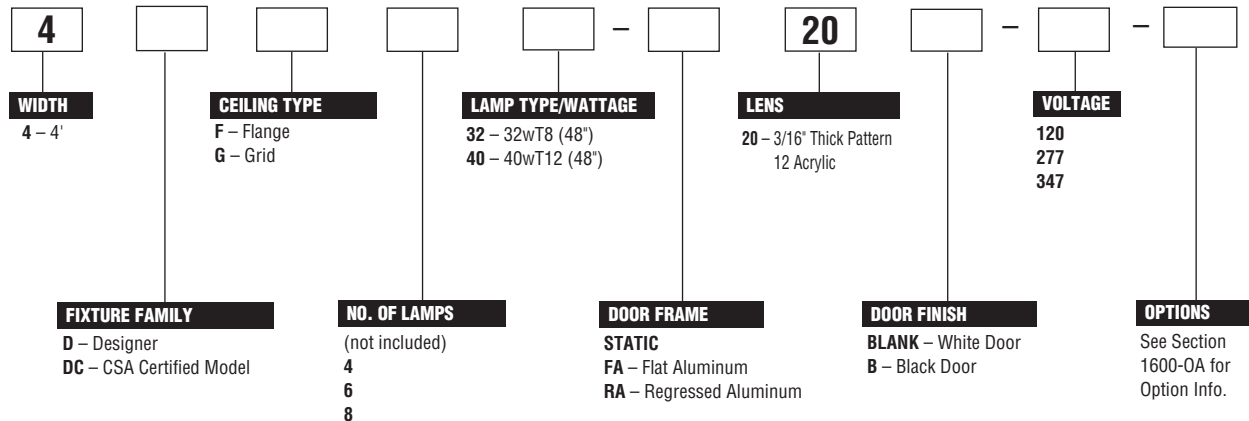 4 – – 20 – –
WIDTH
4 – 4'
CEILING TYPE
F – Flange
G – Grid
LAMP TYPE/WATTAGE
32 – 32wT8 (48")
40 – 40wT12 (48")
LENS
20 – 3/16" Thick Pattern
12 Acrylic
VOLTAGE
120
277
347
FIXTURE FAMILY
D – Designer
DC – CSA Certified Model
NO. OF LAMPS
(not included)
4
6
8
DOOR FRAME
STATIC
FA – Flat Aluminum
RA – Regressed Aluminum
DOOR FINISH
BLANK – White Door
B – Black Door
OPTIONS
See Section
1600-OA for
Option Info.